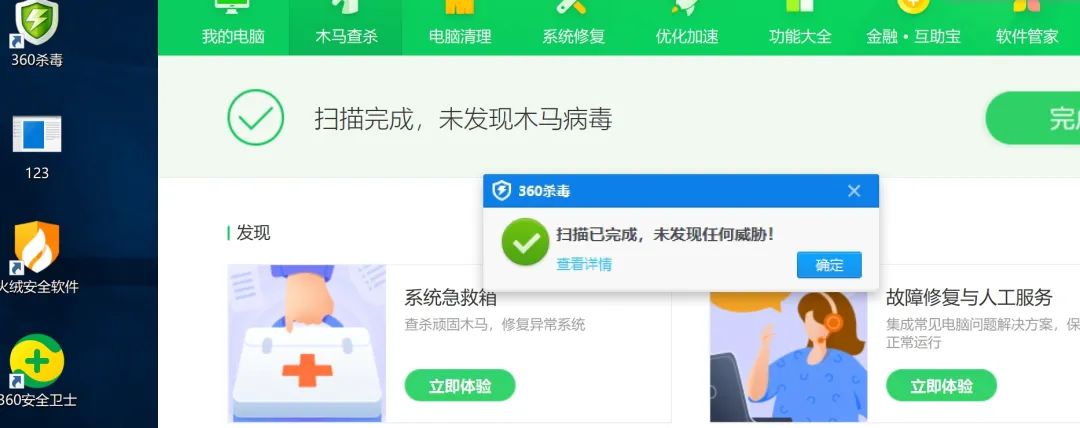 360杀毒
123
火绒安全软件
360安全卫士
我的电脑
木马查杀
电脑清理
系统修复
优化加速
功能大全
金融·互助宝
软件管家
扫描完成，未发现木马病毒
完
360杀毒
扫描已完成，未发现任何威胁！
查看详情
确定
发现
系统急救箱
查杀顽固木马，修复异常系统
立即体验
故障修复与人工服务
集成常见电脑问题解决方案，保
正常运行
立即体验